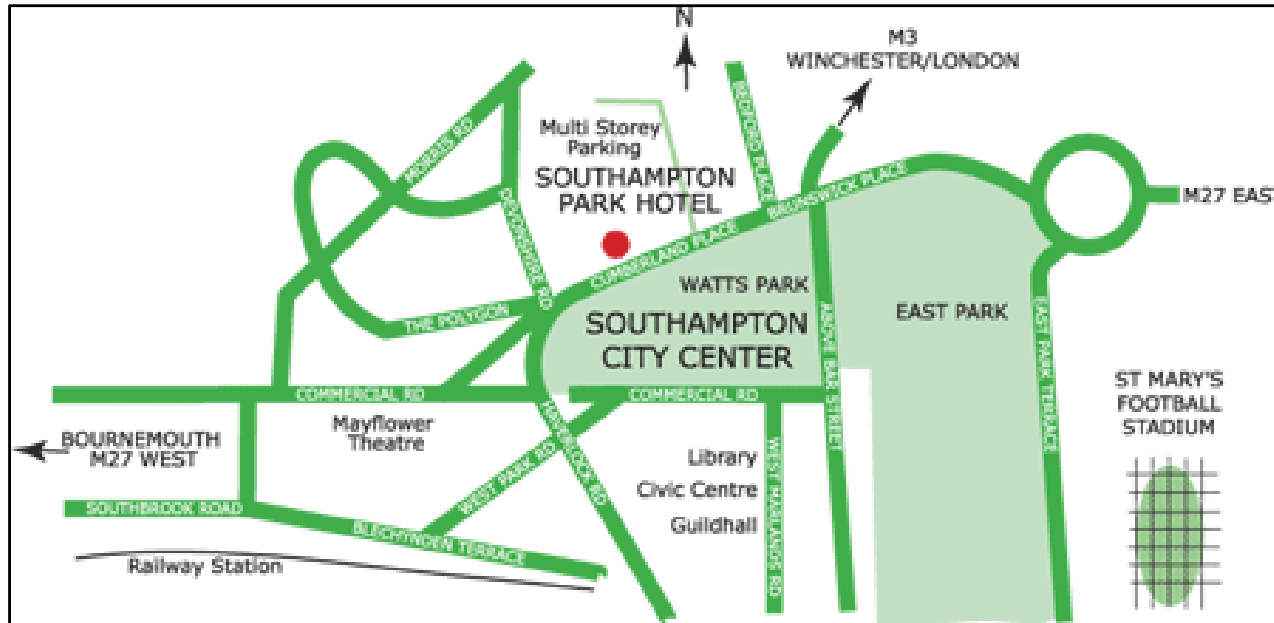 N
M3
WINCHESTER/LONDON
MORRIS RD
Multi Storey
Parking
BEDFORD PLACE
SOUTHAMPTON
PARK HOTEL
DEVONSHIRE RD
BRUNSWICK PLACE
M27 EAST
CUMBERLAND PLACE
WATTS PARK
THE POLYGON
SOUTHAMPTON
CITY CENTER
ABOVE BAR STREET
EAST PARK
EAST PARK TERRAICE
COMMERCIAL RD
COMMERCIAL RD
ST MARY'S
FOOTBALL
STADIUM
Mayflower
Theatre
HAVERLOCK RD
BOURNEMOUTH
M27 WEST
WEST PARK RD
Library
Civic Centre
Guildhall
WEST MARLANDS RD
SOUTHBROOK ROAD
BLECHYNGEN TERRACE
Railway Station